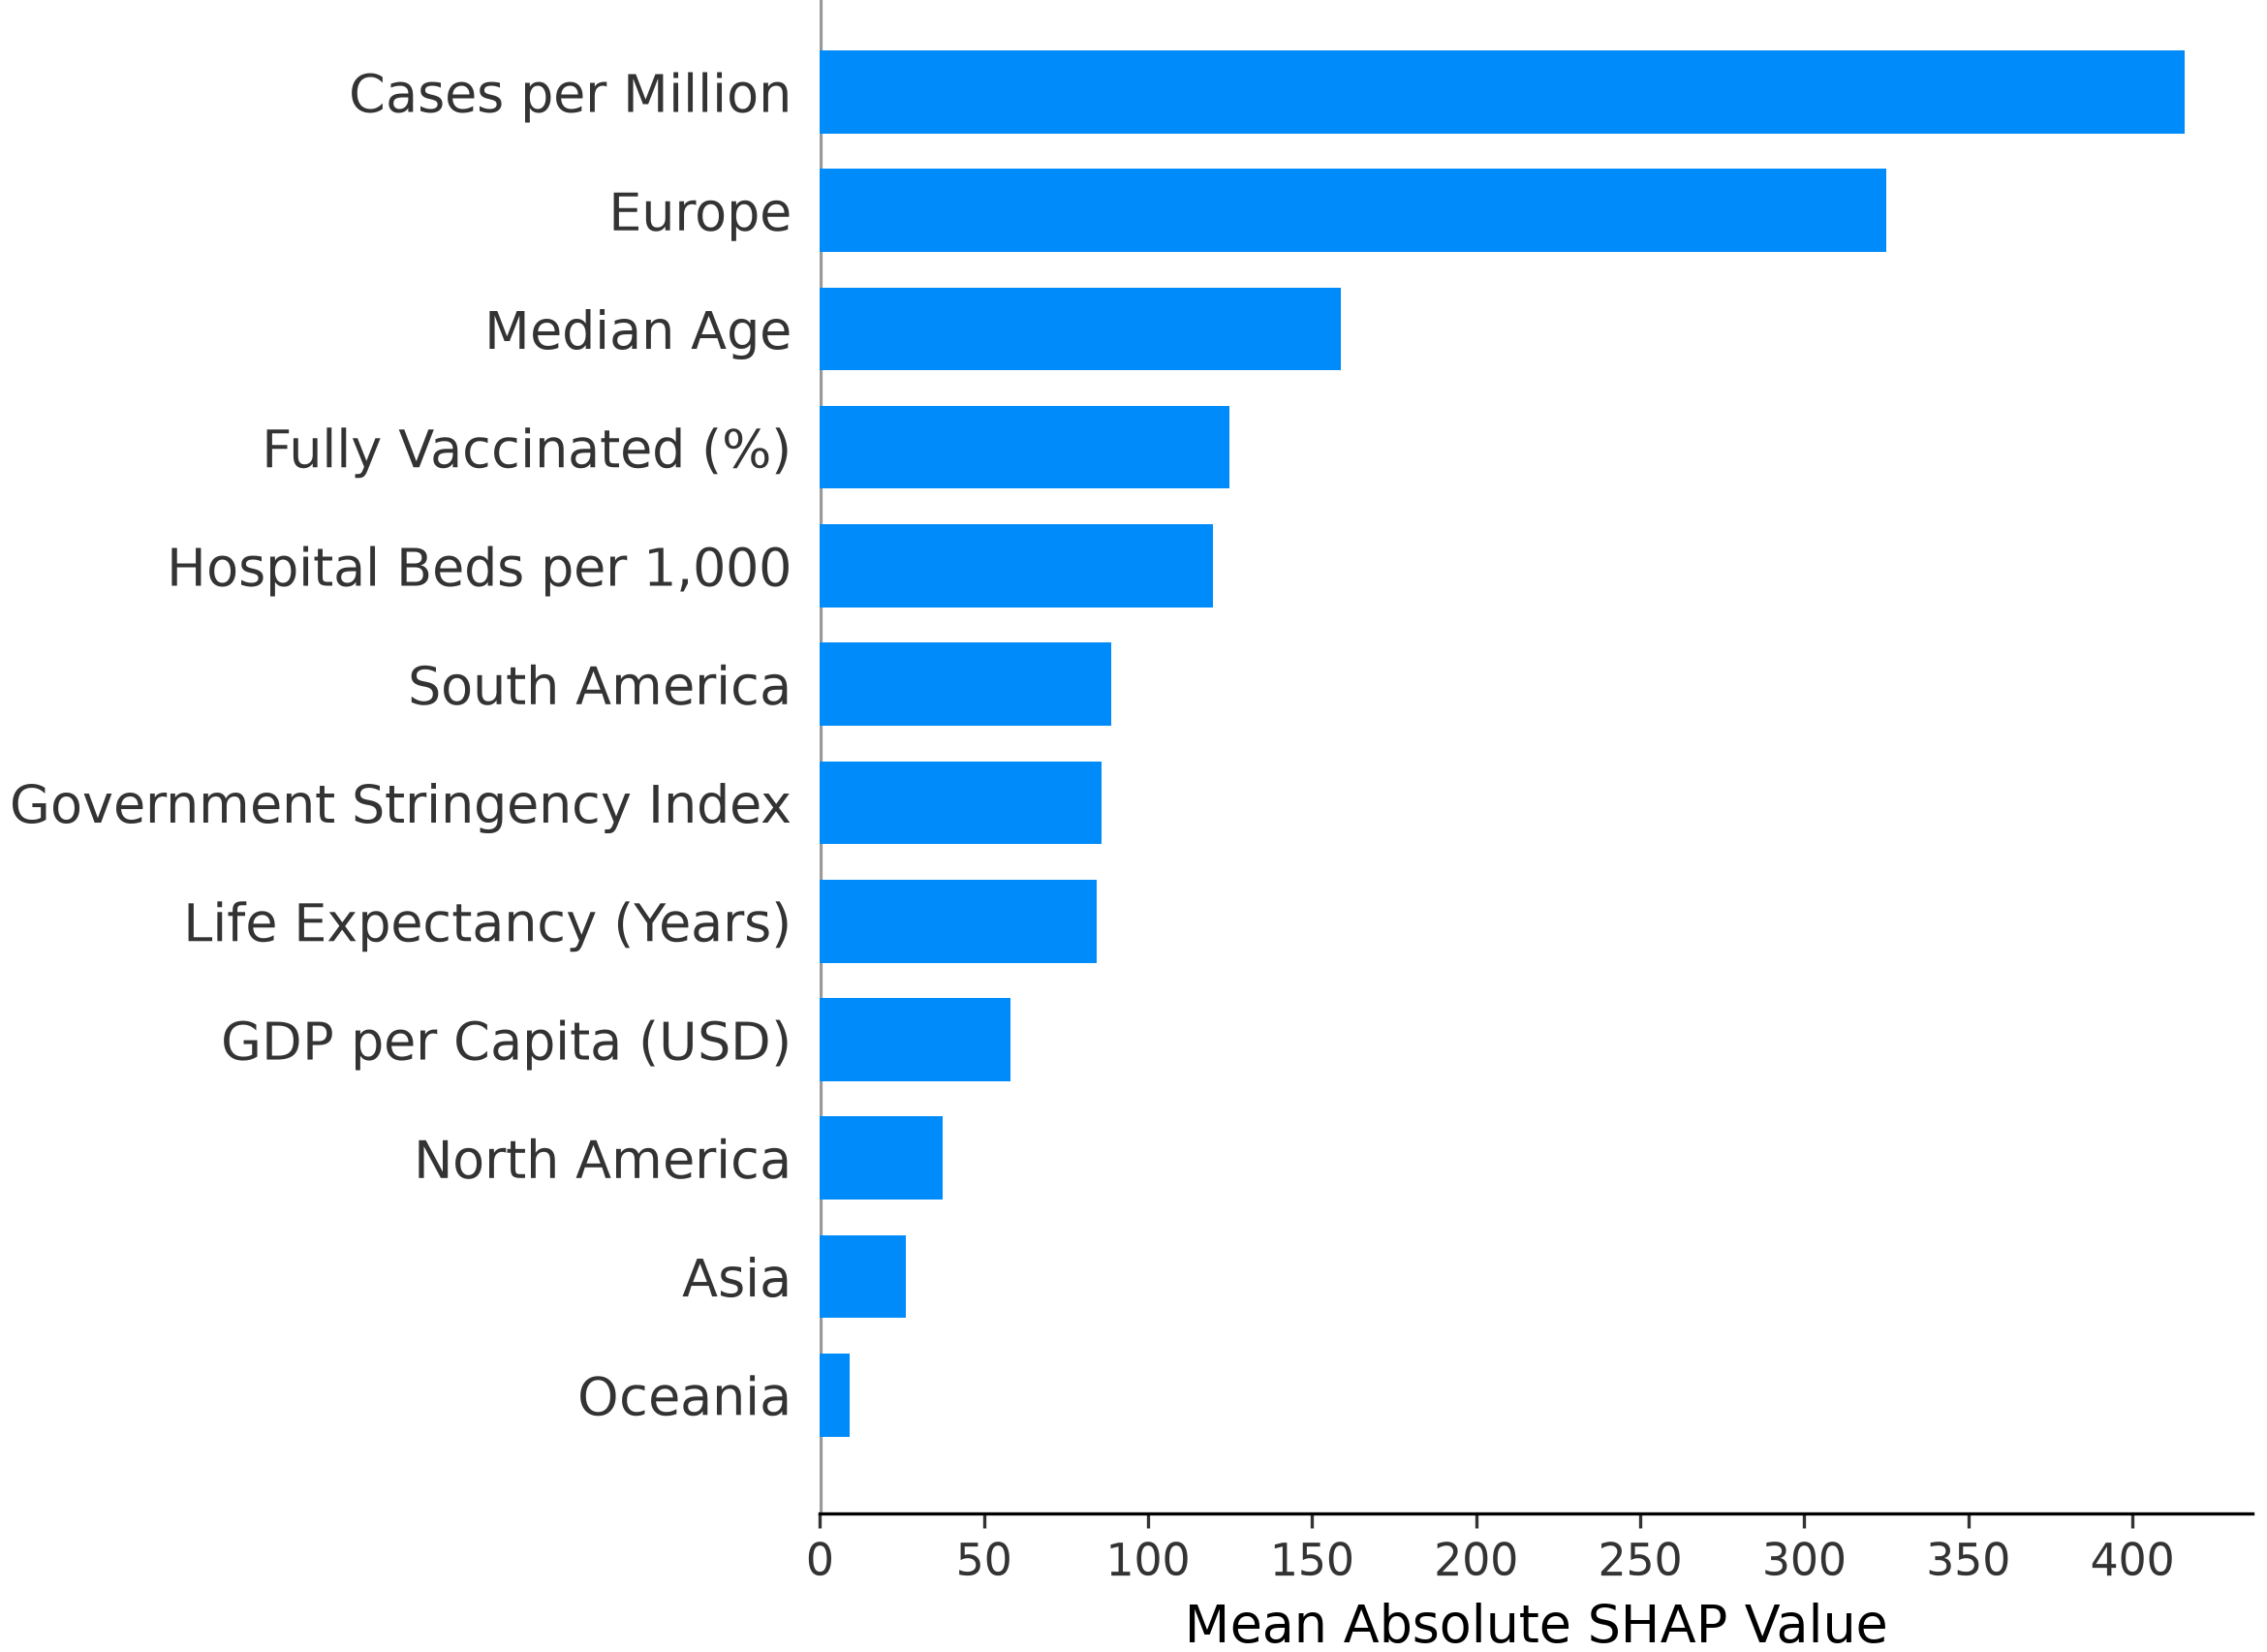 Cases per Million
Europe
Median Age
Fully Vaccinated (%)
Hospital Beds per 1,000
South America
Government Stringency Index
Life Expectancy (Years)
GDP per Capita (USD)
North America
Asia
Oceania
0 50 100 150 200 250 300 350 400
Mean Absolute SHAP Value